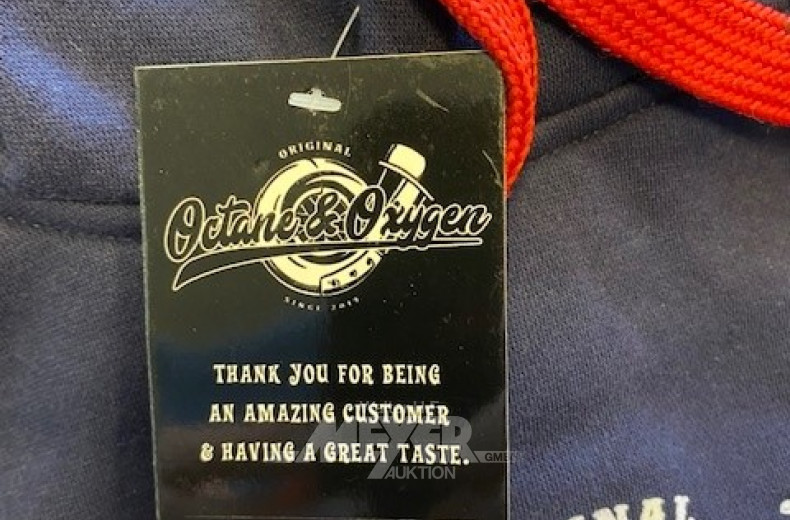 ORIGINAL
Octane & Oxygen
SINCE 2019
THANK YOU FOR BEING
AN AMAZING CUSTOMER
& HAVING A GREAT TASTE.
MEYER
GMBH
AUKTION